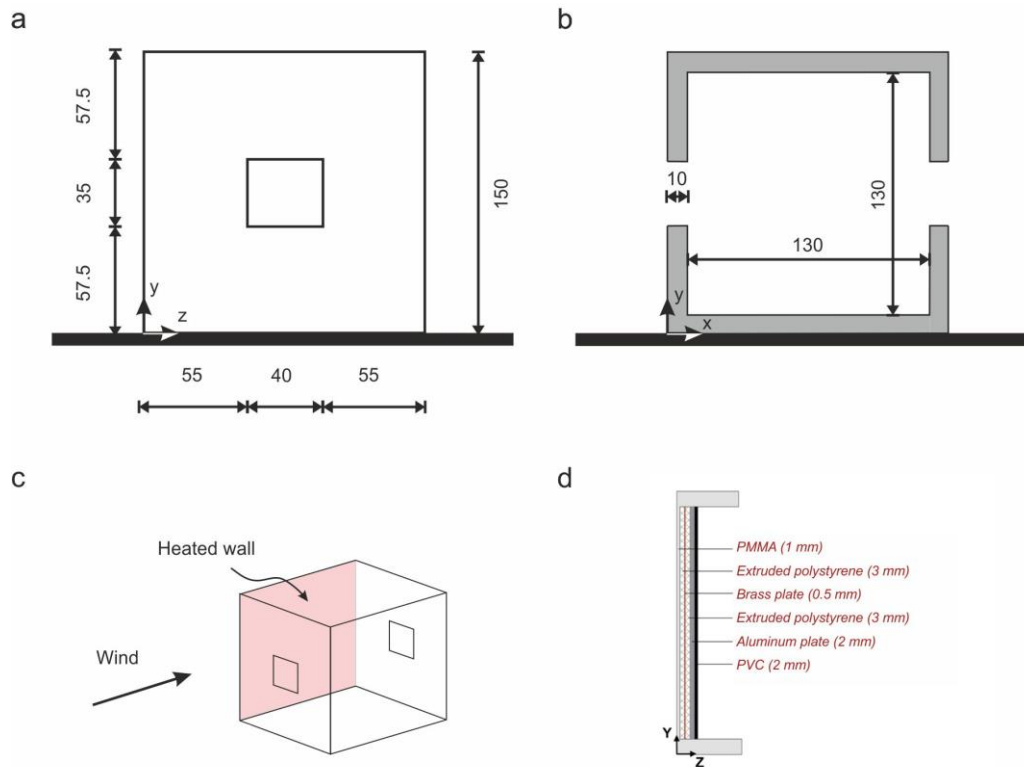 a
57.5
35
57.5
150
y
z
55
40
55
b
10
130
130
y
x
c
Heated wall
Wind
d
PMMA (1 mm)
Extruded polystyrene (3 mm)
Brass plate (0.5 mm)
Extruded polystyrene (3 mm)
Aluminum plate (2 mm)
PVC (2 mm)
Y
Z